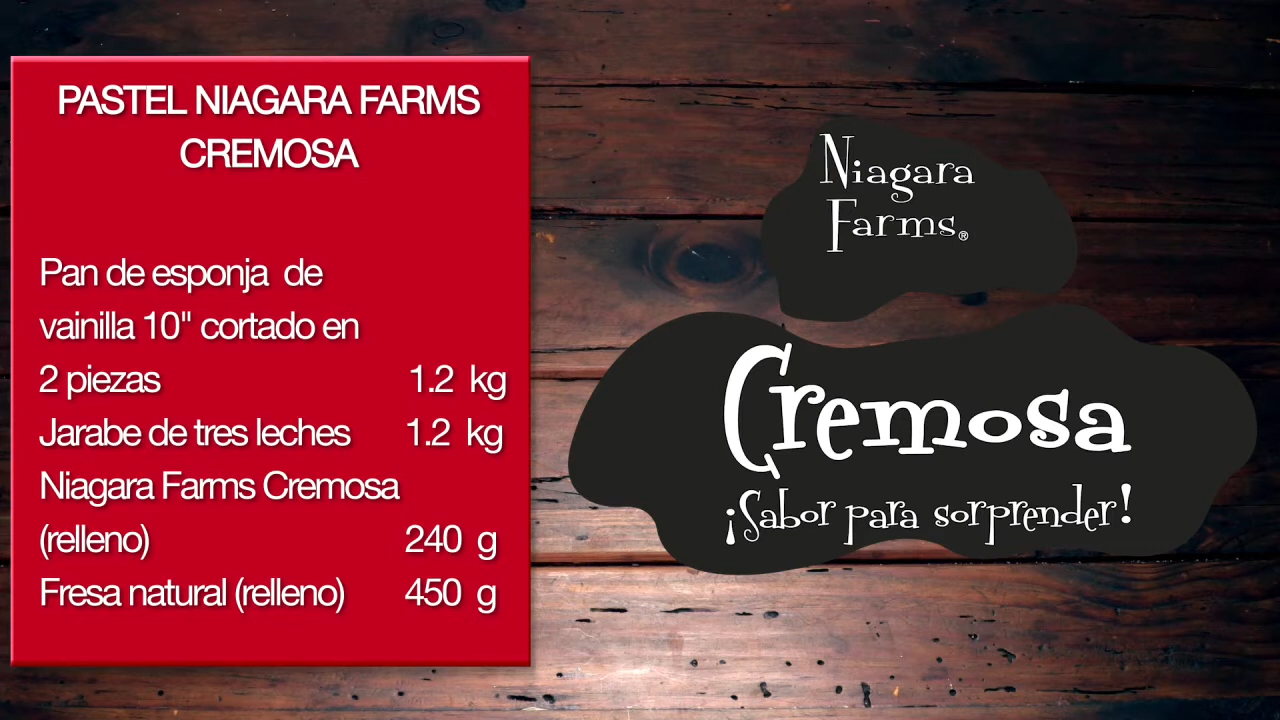 PASTEL NIAGARA FARMS
CREMOSA
Pan de esponja de
vainilla 10" cortado en
2 piezas 1.2 kg
Jarabe de tres leches 1.2 kg
Niagara Farms Cremosa
(relleno) 240 g
Fresa natural (relleno) 450 g
Niagara
Farms®
Cremosa
¡Sabor para sorprender!